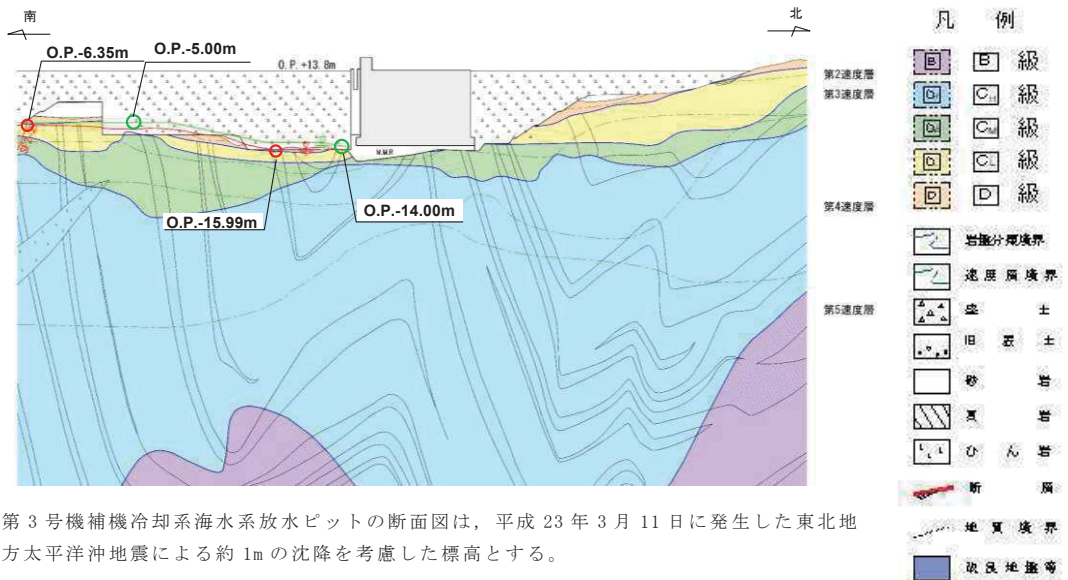 南
北
O.P.-6.35m
O.P.-5.00m
O.P. +13.8m
第2速度層
第3速度層
M.M.R
O.P.-15.99m
O.P.-14.00m
第4速度層
第5速度層
第3号機補機冷却系海水系放水ピットの断面図は，平成23年3月11日に発生した東北地
方太平洋沖地震による約1mの沈降を考慮した標高とする。
凡例
B B 級
CH 級
CM 級
CL 級
D D 級
岩盤分類境界
速度層境界
盛土
旧表土
砂岩
頁岩
ひん岩
断層
地質境界
改良地盤等